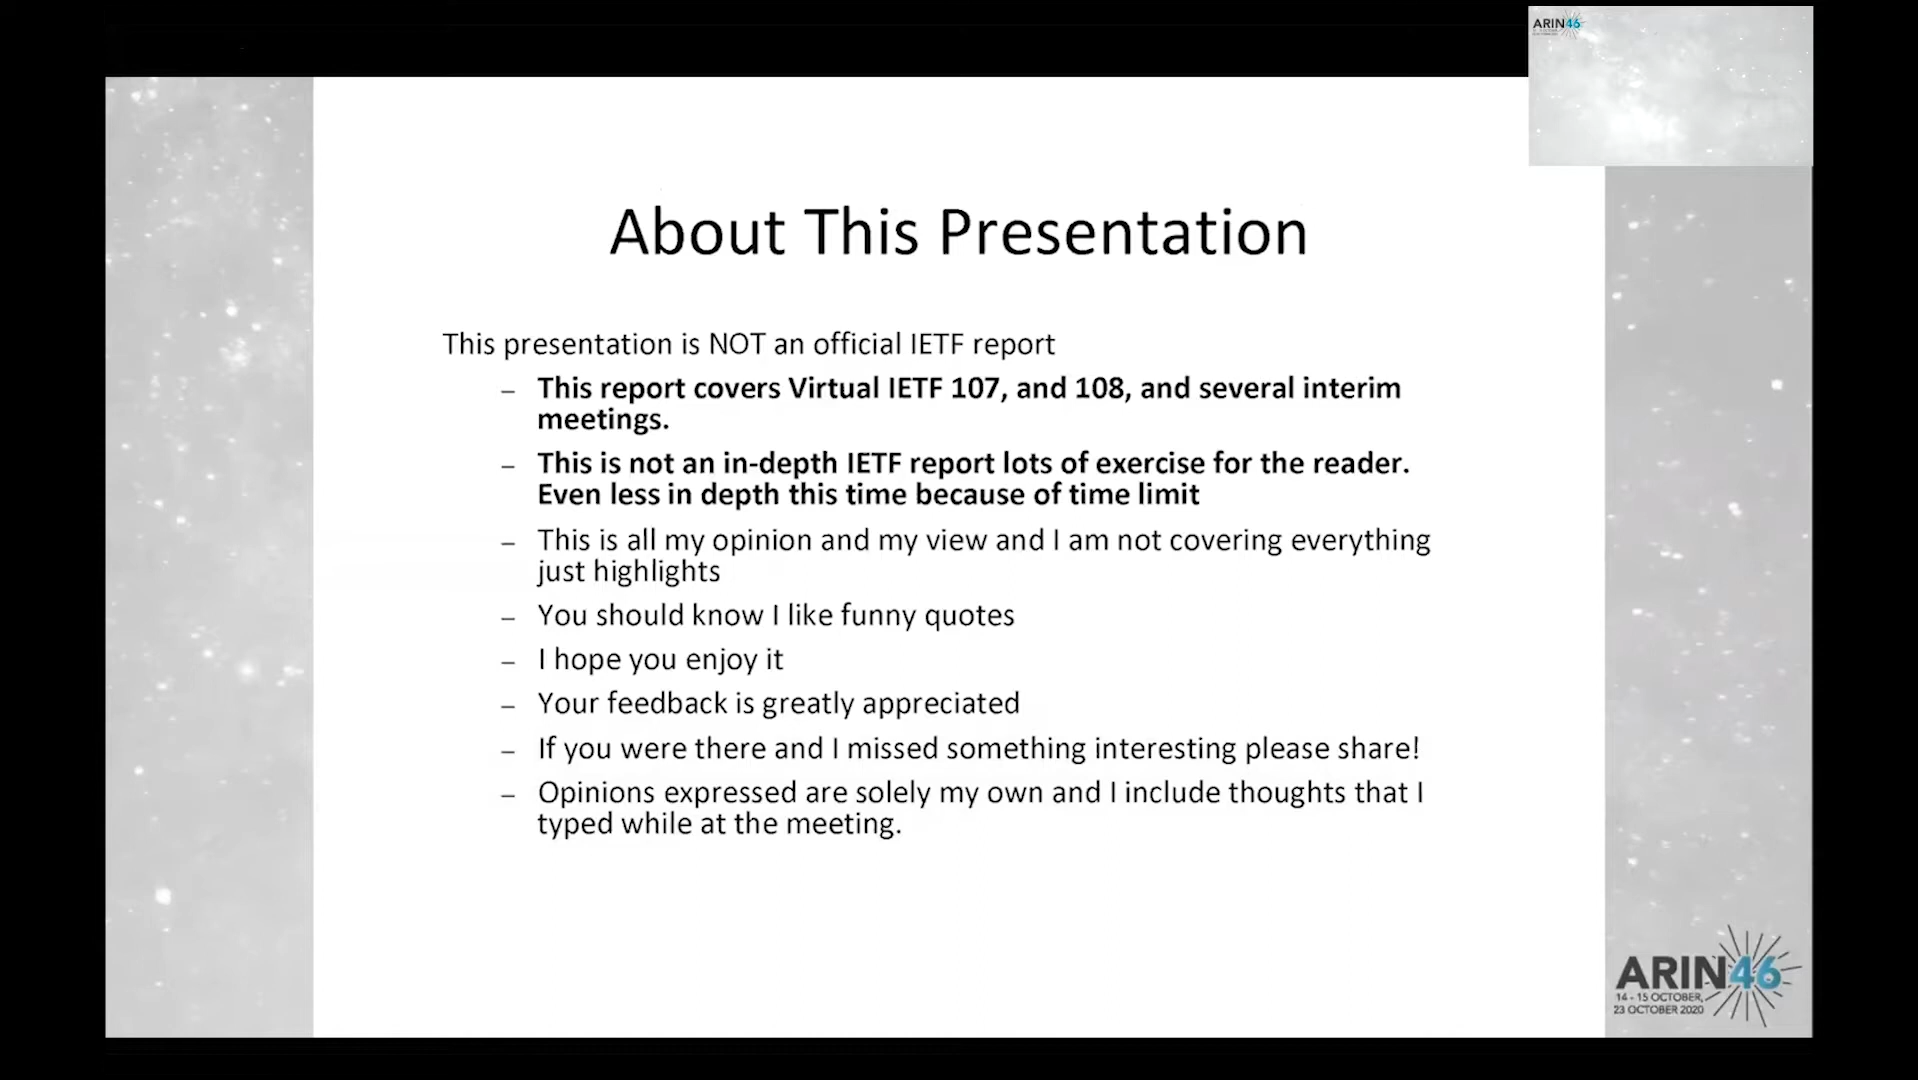 ARIN46
About This Presentation
This presentation is NOT an official IETF report
– This report covers Virtual IETF 107, and 108, and several interim
meetings.
– This is not an in-depth IETF report lots of exercise for the reader.
Even less in depth this time because of time limit
– This is all my opinion and my view and I am not covering everything
just highlights
– You should know I like funny quotes
– I hope you enjoy it
– Your feedback is greatly appreciated
– If you were there and I missed something interesting please share!
– Opinions expressed are solely my own and I include thoughts that I
typed while at the meeting.
ARIN46
14 - 15 OCTOBER,
23 OCTOBER 2020